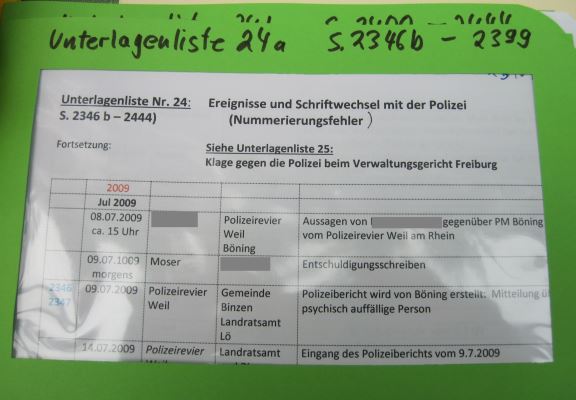 Unterlagenliste 24a S. 2346b - 2399
Unterlagenliste Nr. 24: Ereignisse und Schriftwechsel mit der Polizei
S. 2346 b – 2444) (Nummerierungsfehler )
Fortsetzung: Siehe Unterlagenliste 25:
Klage gegen die Polizei beim Verwaltungsgericht Freiburg
2009
Jul 2009
08.07.2009 Polizeirevier Aussagen von gegenüber PM Böning
ca. 15 Uhr Weil vom Polizeirevier Weil am Rhein
Böning
09.07.1009 Moser Entschuldigungsschreiben
morgens
2346 09.07.2009 Polizeirevier Gemeinde Polizeibericht wird von Böning erstellt: Mitteilung
2347 Weil Binzen psychisch auffällige Person
Landratsamt
Lö
14.07.2009 Polizeirevier Landratsamt Eingang des Polizeiberichts vom 9.7.2009